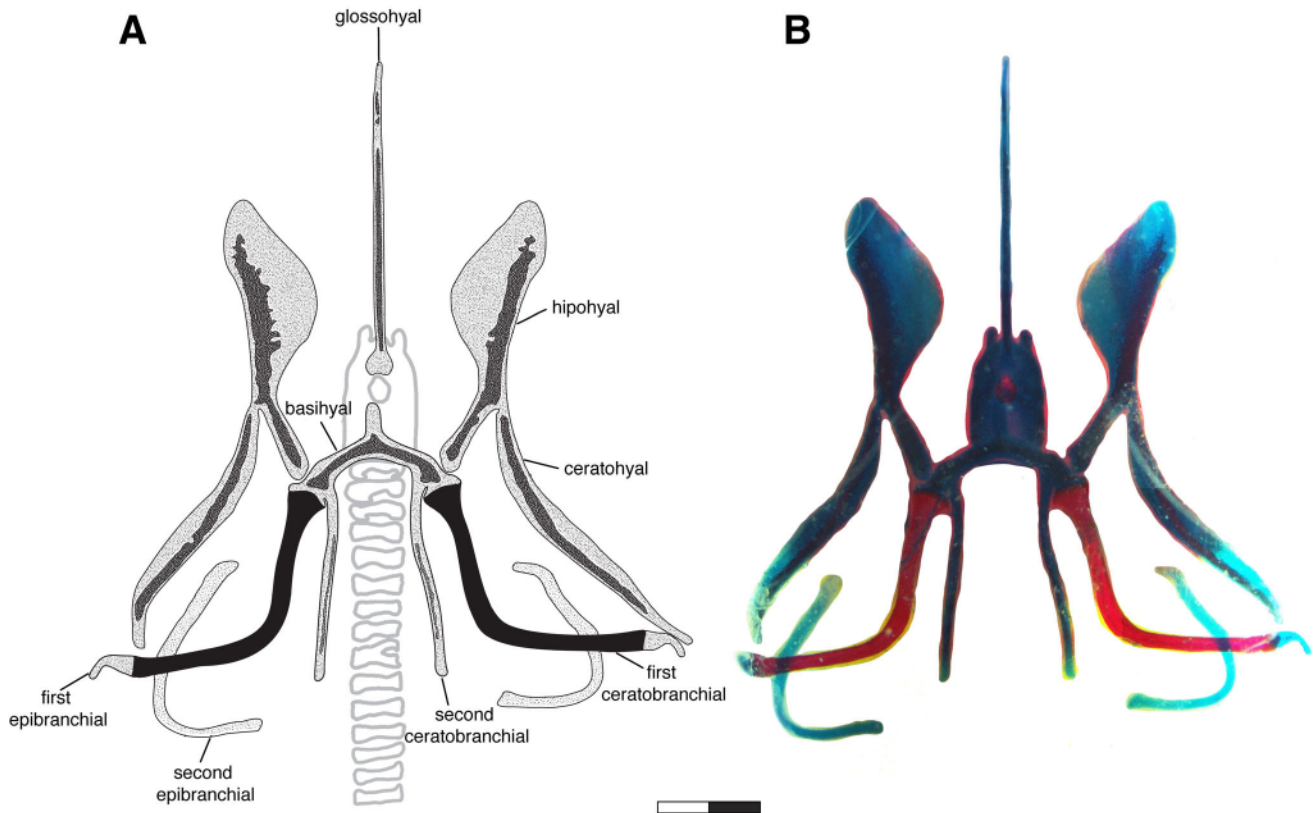 A
B
glossohyal
hipohyal
basihyal
ceratohyal
first
epibranchial
second
epibranchial
second
ceratobranchial
first
ceratobranchial